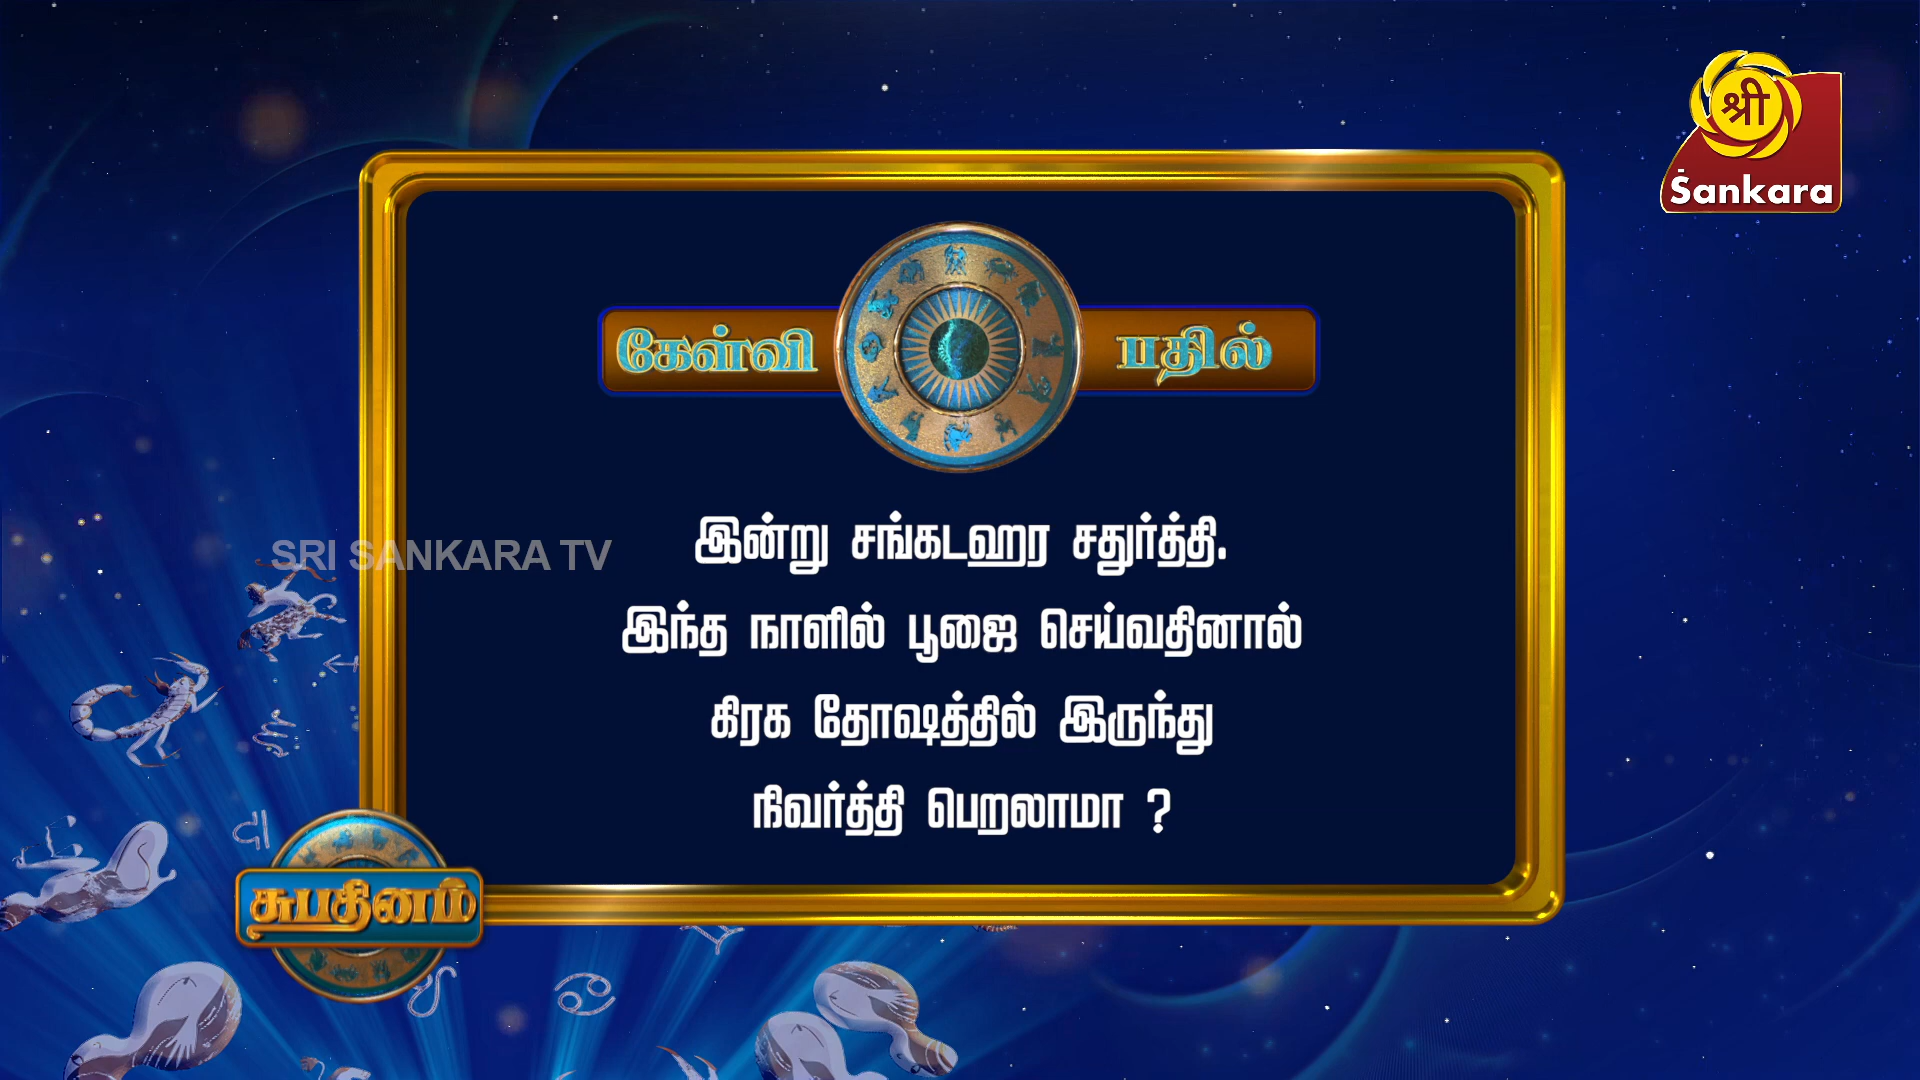 श्री
Sankara
கேள்வி பதில்
இன்று சங்கடஹர சதுர்த்தி.
SRI SANKARA TV
இந்த நாளில் பூஜை செய்வதினால்
கிரக தோஷத்தில் இருந்து
நிவர்த்தி பெறலாமா ?
சுபதினம்